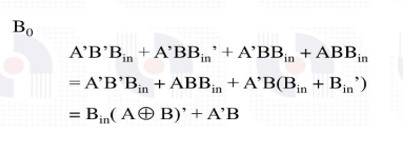 B₀
A’B’Bᵢₙ + A’BBᵢₙ’ + A’BBᵢₙ + ABBᵢₙ
= A’B’Bᵢₙ + ABBᵢₙ + A’B(Bᵢₙ + Bᵢₙ’)
= Bᵢₙ( A⊕ B)’ + A’B